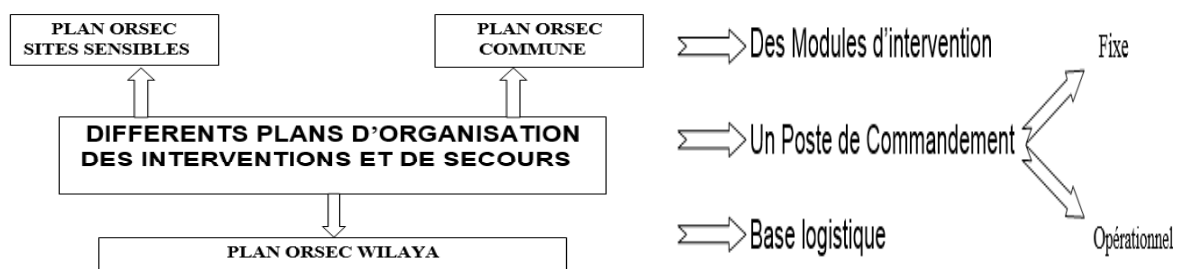 PLAN ORSEC
SITES SENSIBLES
PLAN ORSEC
COMMUNE
DIFFERENTS PLANS D’ORGANISATION
DES INTERVENTIONS ET DE SECOURS
PLAN ORSEC WILAYA
Des Modules d’intervention
Un Poste de Commandement
Base logistique
Fixe
Opérationnel